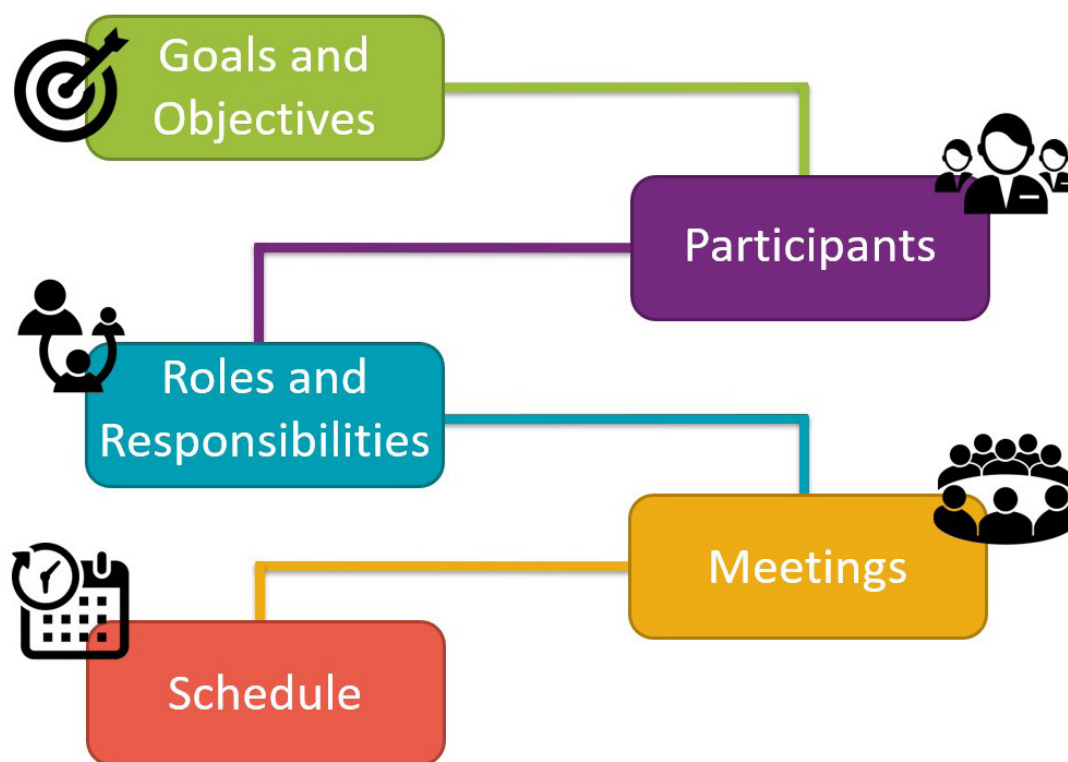 Goals and
Objectives
Participants
Roles and
Responsibilities
Meetings
Schedule